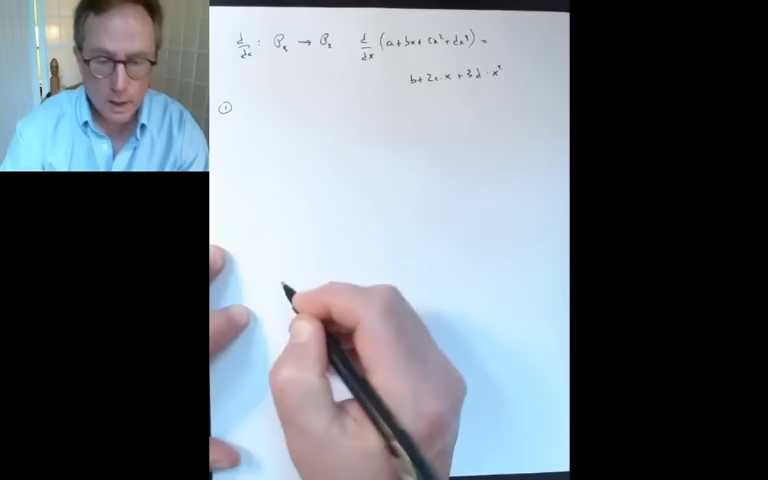 d/dx : P₃ → P₂ d/dx (a+bx+cx²+dx³) =
b+2c·x+3d·x²
①